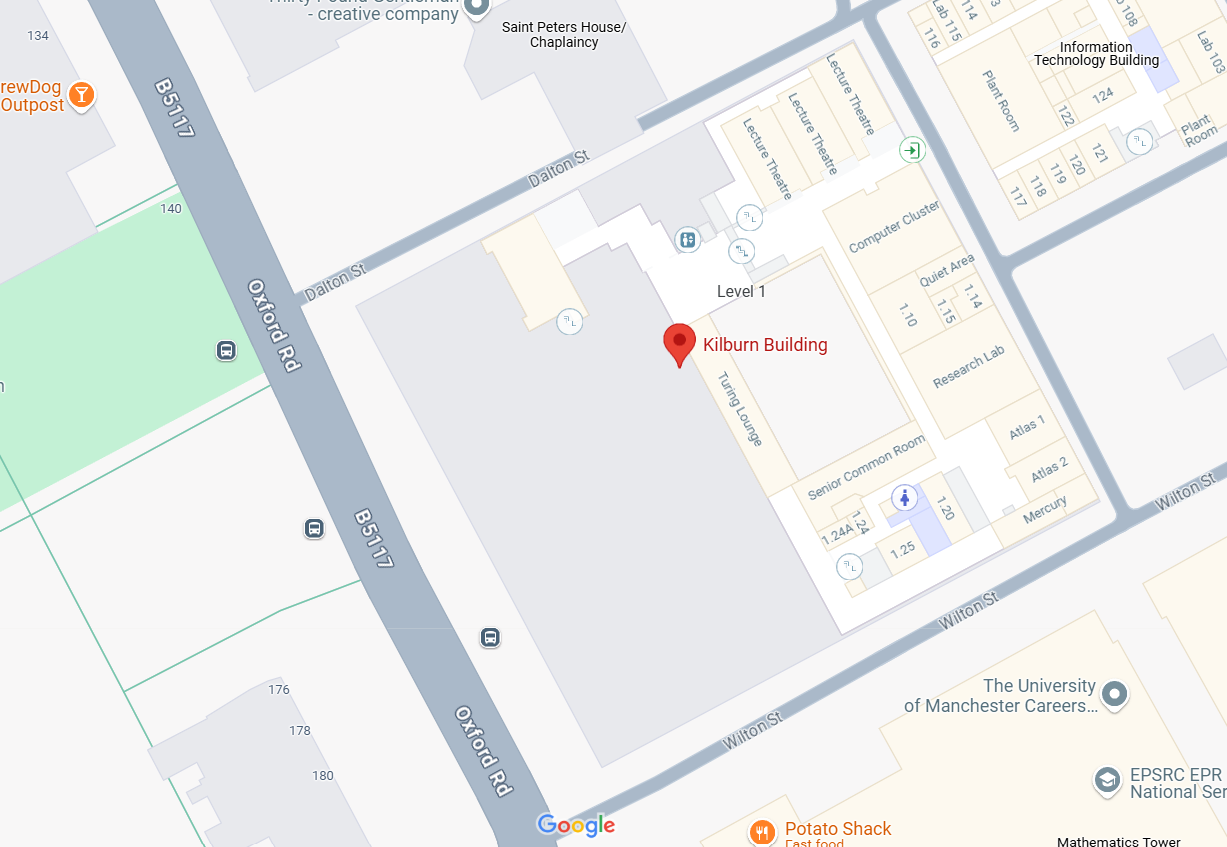 Thirty Pound Gentleman
- creative company
134
Saint Peters House/
Chaplaincy
Lab 115
114
116
108
Lab 103
Information
Technology Building
rewDog
Outpost
B5117
Lecture Theatre
Lecture Theatre
Lecture Theatre
Plant Room
124
122
Plant
Room
121
120
119
118
117
Dalton St
140
Computer Cluster
Quiet Area
Dalton St
Oxford Rd
Level 1
1.10
1.15
1.14
Kilburn Building
Research Lab
Turing Lounge
Atlas 1
Senior Common Room
Atlas 2
Wilton St
Mercury
1.20
1.24
1.24A
1.25
B5117
Wilton St
176
178
180
The University
of Manchester Careers...
Wilton St
Oxford Rd
EPSRC EPR
National Ser
Google
Potato Shack
Fast food
Mathematics Tower